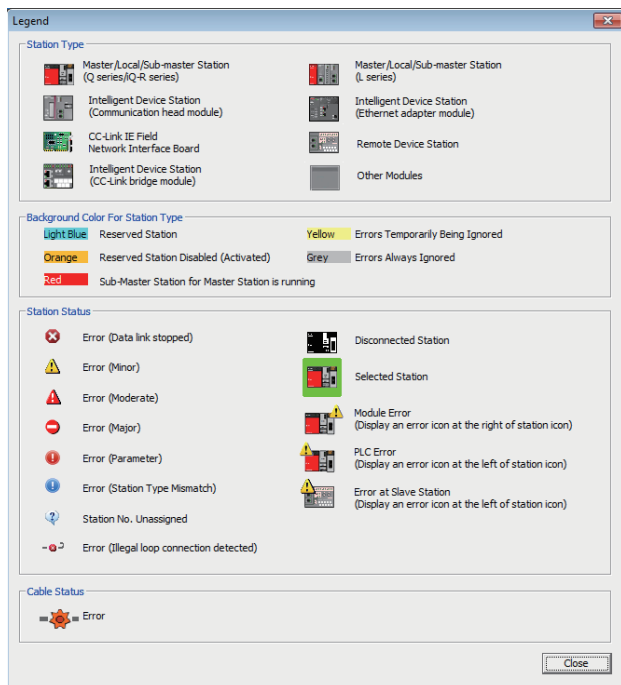 Legend
Station Type
Master/Local/Sub-master Station
(Q series/iQ-R series)
Master/Local/Sub-master Station
(L series)
Intelligent Device Station
(Communication head module)
Intelligent Device Station
(Ethernet adapter module)
CC-Link IE Field
Network Interface Board
Remote Device Station
Intelligent Device Station
(CC-Link bridge module)
Other Modules
Background Color For Station Type
Light Blue Reserved Station
Yellow Errors Temporarily Being Ignored
Orange Reserved Station Disabled (Activated)
Grey Errors Always Ignored
Red Sub-Master Station for Master Station is running
Station Status
Error (Data link stopped)
Disconnected Station
Error (Minor)
Selected Station
Error (Moderate)
Module Error
(Display an error icon at the right of station icon)
Error (Major)
PLC Error
(Display an error icon at the left of station icon)
Error (Parameter)
Error (Station Type Mismatch)
Error at Slave Station
(Display an error icon at the left of station icon)
Station No. Unassigned
Error (Illegal loop connection detected)
Cable Status
Error
Close